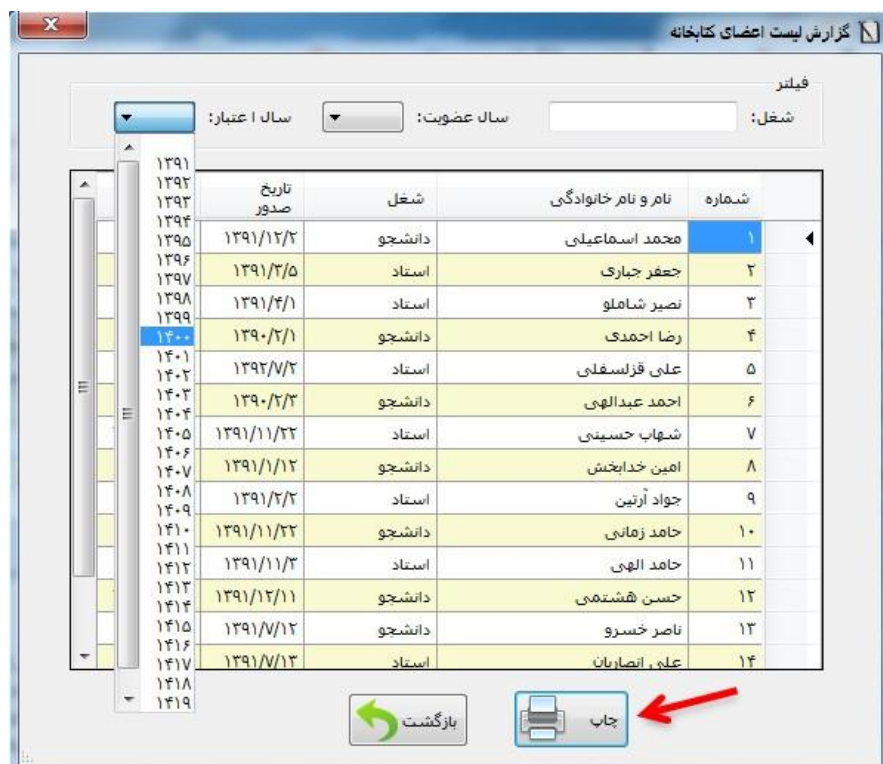 گزارش لیست اعضای کتابخانه
فیلتر
شغل: سال عضویت: سال اعتبار:
شماره نام و نام خانوادگی شغل تاریخ صدور
۱ محمد اسماعیلی دانشجو ۱۳۹۱/۱۲/۲
۲ جعفر جباری استاد ۱۳۹۱/۳/۵
۳ نصیر شاملو استاد ۱۳۹۱/۴/۱
۴ رضا احمدی دانشجو ۱۳۹۰/۲/۱
۵ علی قزلسفلی استاد ۱۳۹۲/۷/۲
۶ احمد عبدالهی دانشجو ۱۳۹۰/۲/۳
۷ شهاب حسینی استاد ۱۳۹۱/۱۱/۲۲
۸ امین خدابخش دانشجو ۱۳۹۱/۱/۱۲
۹ جواد آرتین استاد ۱۳۹۱/۲/۲
۱۰ حامد زمانی دانشجو ۱۳۹۱/۱۱/۲۲
۱۱ حامد الهی استاد ۱۳۹۱/۱۱/۳
۱۲ حسن هشتمی دانشجو ۱۳۹۱/۱۲/۱۱
۱۳ ناصر خسرو دانشجو ۱۳۹۱/۷/۱۲
۱۴ علی انصاریان استاد ۱۳۹۱/۷/۱۳
۱۳۹۱
۱۳۹۲
۱۳۹۳
۱۳۹۴
۱۳۹۵
۱۳۹۶
۱۳۹۷
۱۳۹۸
۱۳۹۹
۱۴۰۰
۱۴۰۱
۱۴۰۲
۱۴۰۳
۱۴۰۴
۱۴۰۵
۱۴۰۶
۱۴۰۷
۱۴۰۸
۱۴۰۹
۱۴۱۰
۱۴۱۱
۱۴۱۲
۱۴۱۳
۱۴۱۴
۱۴۱۵
۱۴۱۶
۱۴۱۷
۱۴۱۸
۱۴۱۹
چاپ بازگشت